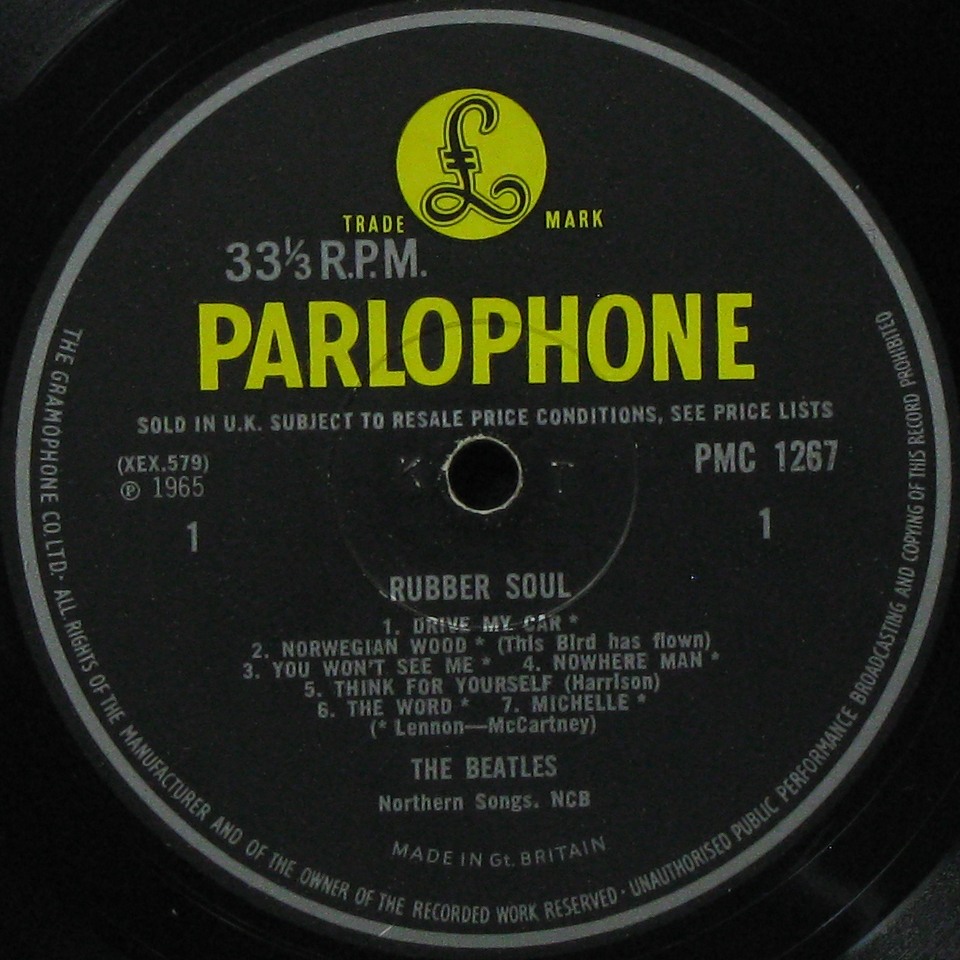 £
TRADE MARK
33⅓ R.P.M.
PARLOPHONE
SOLD IN U.K. SUBJECT TO RESALE PRICE CONDITIONS, SEE PRICE LISTS
(XEX.579) PMC 1267
℗ 1965
1 1
RUBBER SOUL
1. DRIVE MY CAR *
2. NORWEGIAN WOOD * (This Bird has flown)
3. YOU WON'T SEE ME * 4. NOWHERE MAN *
5. THINK FOR YOURSELF (Harrison)
6. THE WORD * 7. MICHELLE *
(* Lennon—McCartney)
THE BEATLES
Northern Songs. NCB
MADE IN Gt. BRITAIN
THE GRAMOPHONE CO. LTD · ALL RIGHTS OF THE MANUFACTURER AND OF THE OWNER OF THE RECORDED WORK RESERVED · UNAUTHORISED PUBLIC PERFORMANCE BROADCASTING AND COPYING OF THIS RECORD PROHIBITED